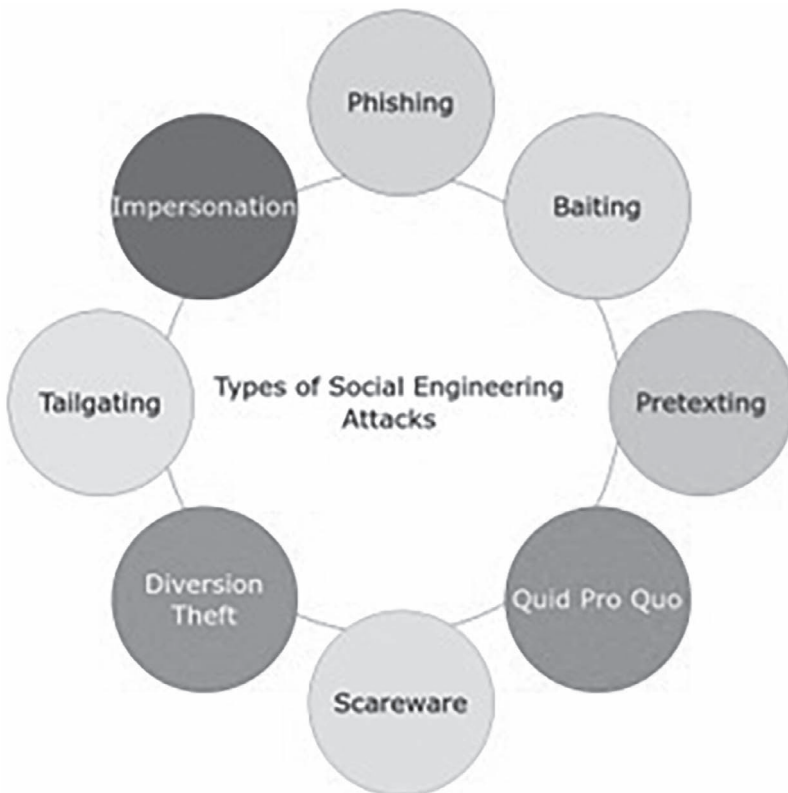 Phishing
Baiting
Pretexting
Quid Pro Quo
Scareware
Diversion
Theft
Tailgating
Impersonation
Types of Social Engineering
Attacks